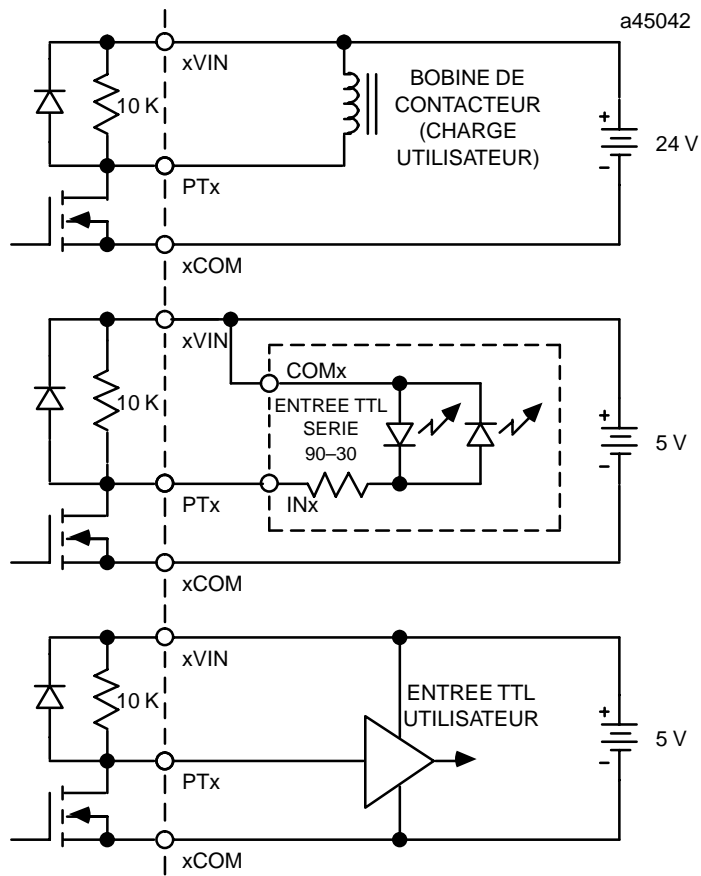 a45042
xVIN
BOBINE DE
CONTACTEUR
(CHARGE
UTILISATEUR)
10 K
+
24 V
−
PTx
xCOM
xVIN
COMx
10 K
ENTREE TTL
SERIE
90–30
+
5 V
−
PTx
INx
xCOM
xVIN
10 K
ENTREE TTL
UTILISATEUR
+
5 V
−
PTx
xCOM